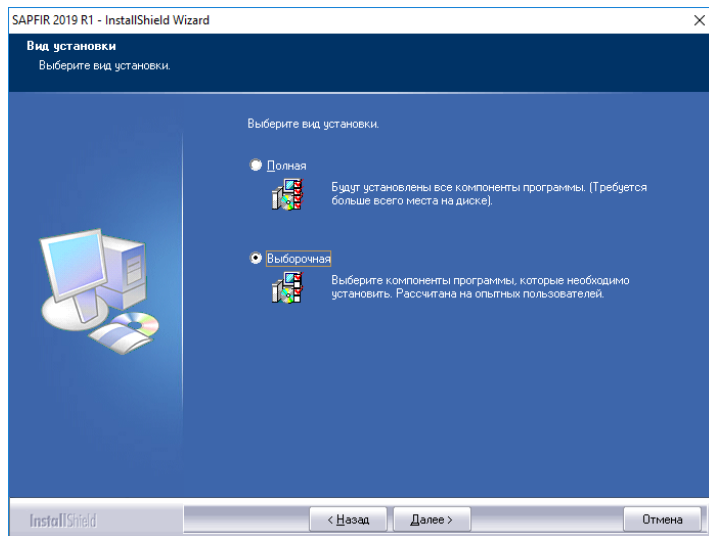 SAPFIR 2019 R1 - InstallShield Wizard
Вид установки
Выберите вид установки.
Выберите вид установки.
Полная
Будут установлены все компоненты программы. (Требуется
больше всего места на диске).
Выборочная
Выберите компоненты программы, которые необходимо
установить. Рассчитана на опытных пользователей.
InstallShield
< Назад
Далее >
Отмена